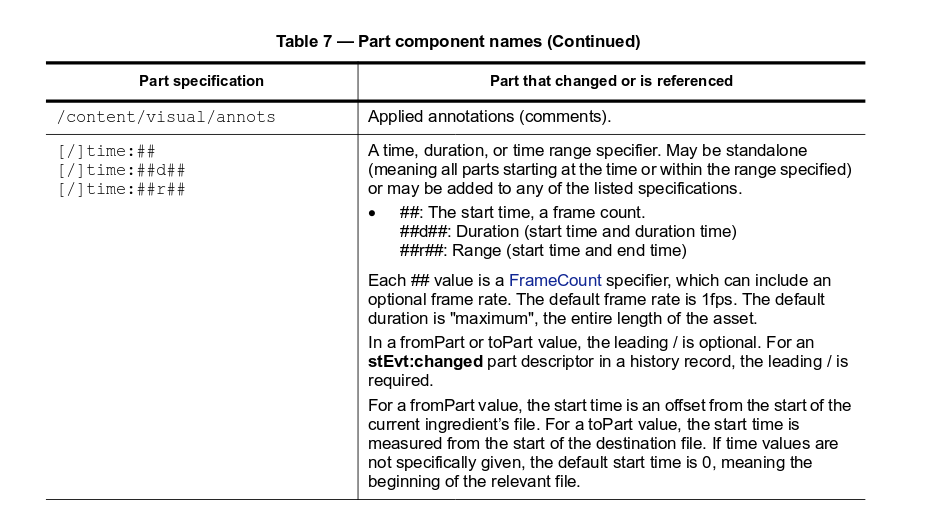 Table 7 — Part component names (Continued)
Part specification
Part that changed or is referenced
/content/visual/annots
Applied annotations (comments).
[/]time:##
[/]time:##d##
[/]time:##r##
A time, duration, or time range specifier. May be standalone
(meaning all parts starting at the time or within the range specified)
or may be added to any of the listed specifications.
• ##: The start time, a frame count.
##d##: Duration (start time and duration time)
##r##: Range (start time and end time)
Each ## value is a FrameCount specifier, which can include an
optional frame rate. The default frame rate is 1fps. The default
duration is "maximum", the entire length of the asset.
In a fromPart or toPart value, the leading / is optional. For an
stEvt:changed part descriptor in a history record, the leading / is
required.
For a fromPart value, the start time is an offset from the start of the
current ingredient's file. For a toPart value, the start time is
measured from the start of the destination file. If time values are
not specifically given, the default start time is 0, meaning the
beginning of the relevant file.